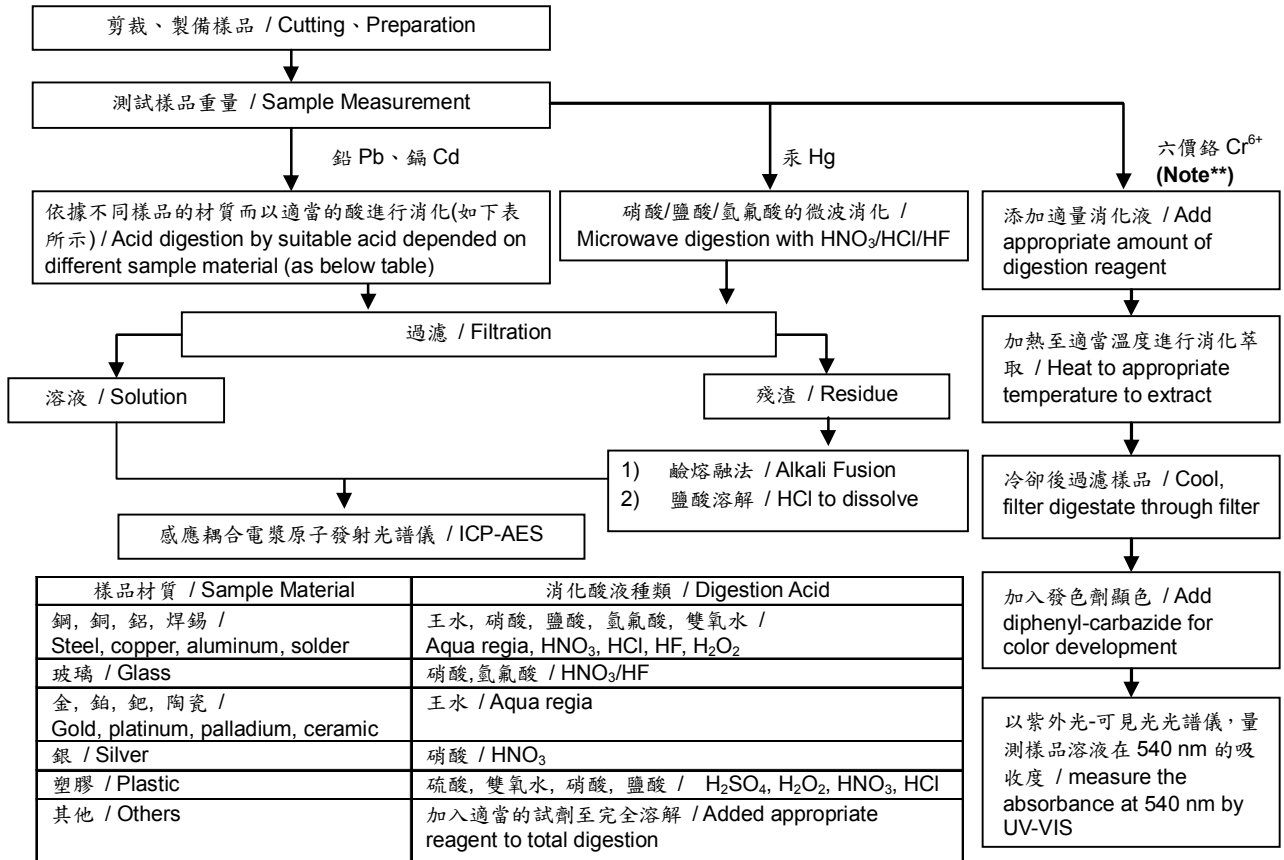 剪裁、製備樣品 / Cutting、Preparation
測試樣品重量 / Sample Measurement
鉛 Pb、鎘 Cd
汞 Hg
六價鉻 Cr⁶⁺
(Note**)
依據不同樣品的材質而以適當的酸進行消化(如下表
所示) / Acid digestion by suitable acid depended on
different sample material (as below table)
硝酸/鹽酸/氫氟酸的微波消化 /
Microwave digestion with HNO₃/HCl/HF
添加適量消化液 / Add
appropriate amount of
digestion reagent
過濾 / Filtration
加熱至適當溫度進行消化萃
取 / Heat to appropriate
temperature to extract
溶液 / Solution
殘渣 / Residue
1) 鹼熔融法 / Alkali Fusion
2) 鹽酸溶解 / HCl to dissolve
冷卻後過濾樣品 / Cool,
filter digestate through filter
感應耦合電漿原子發射光譜儀 / ICP-AES
加入發色劑顯色 / Add
diphenyl-carbazide for
color development
以紫外光-可見光光譜儀，量
測樣品溶液在 540 nm 的吸
收度 / measure the
absorbance at 540 nm by
UV-VIS
樣品材質 / Sample Material
消化酸液種類 / Digestion Acid
鋼, 銅, 鋁, 焊錫 /
Steel, copper, aluminum, solder
王水, 硝酸, 鹽酸, 氫氟酸, 雙氧水 /
Aqua regia, HNO₃, HCl, HF, H₂O₂
玻璃 / Glass
硝酸,氫氟酸 / HNO₃/HF
金, 鉑, 鈀, 陶瓷 /
Gold, platinum, palladium, ceramic
王水 / Aqua regia
銀 / Silver
硝酸 / HNO₃
塑膠 / Plastic
硫酸, 雙氧水, 硝酸, 鹽酸 / H₂SO₄, H₂O₂, HNO₃, HCl
其他 / Others
加入適當的試劑至完全溶解 / Added appropriate
reagent to total digestion